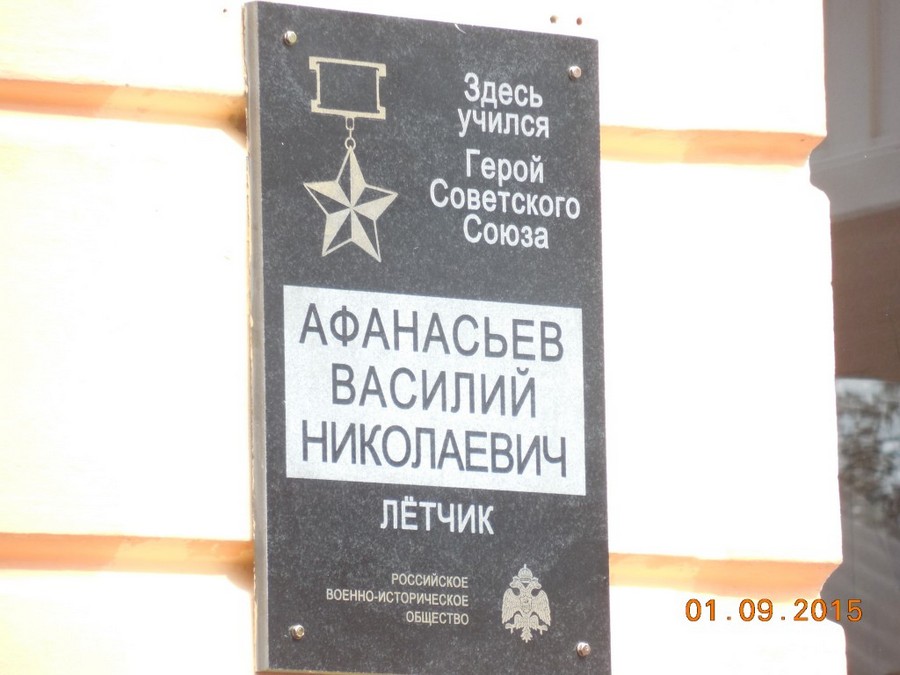 Здесь
учился
Герой
Советского
Союза
АФАНАСЬЕВ
ВАСИЛИЙ
НИКОЛАЕВИЧ
ЛЁТЧИК
РОССИЙСКОЕ
ВОЕННО-ИСТОРИЧЕСКОЕ
ОБЩЕСТВО
01.09.2015